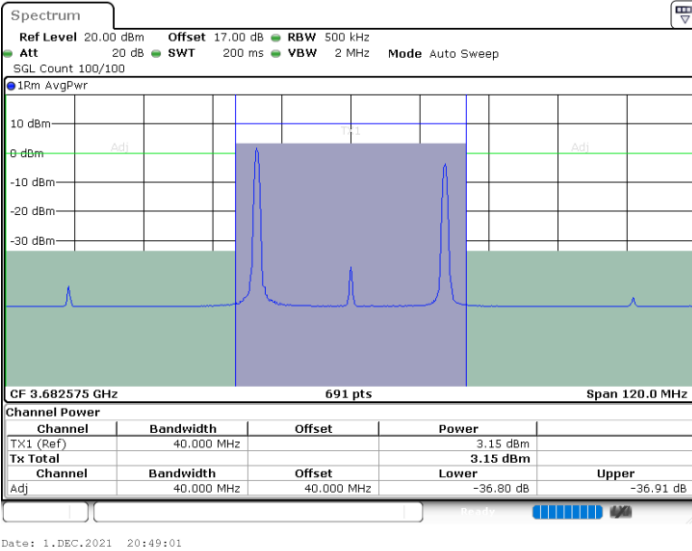 Spectrum
Ref Level 20.00 dBm Offset 17.00 dB RBW 500 kHz
Att 20 dB SWT 200 ms VBW 2 MHz Mode Auto Sweep
SGL Count 100/100
1Rm AvgPwr
10 dBm
TX1
Adj Adj
0 dBm
-10 dBm
-20 dBm
-30 dBm
CF 3.682575 GHz 691 pts Span 120.0 MHz
Channel Power
Channel Bandwidth Offset Power
TX1 (Ref) 40.000 MHz 3.15 dBm
Tx Total 3.15 dBm
Channel Bandwidth Offset Lower Upper
Adj 40.000 MHz 40.000 MHz -36.80 dB -36.91 dB
Ready
Date: 1.DEC.2021 20:49:01